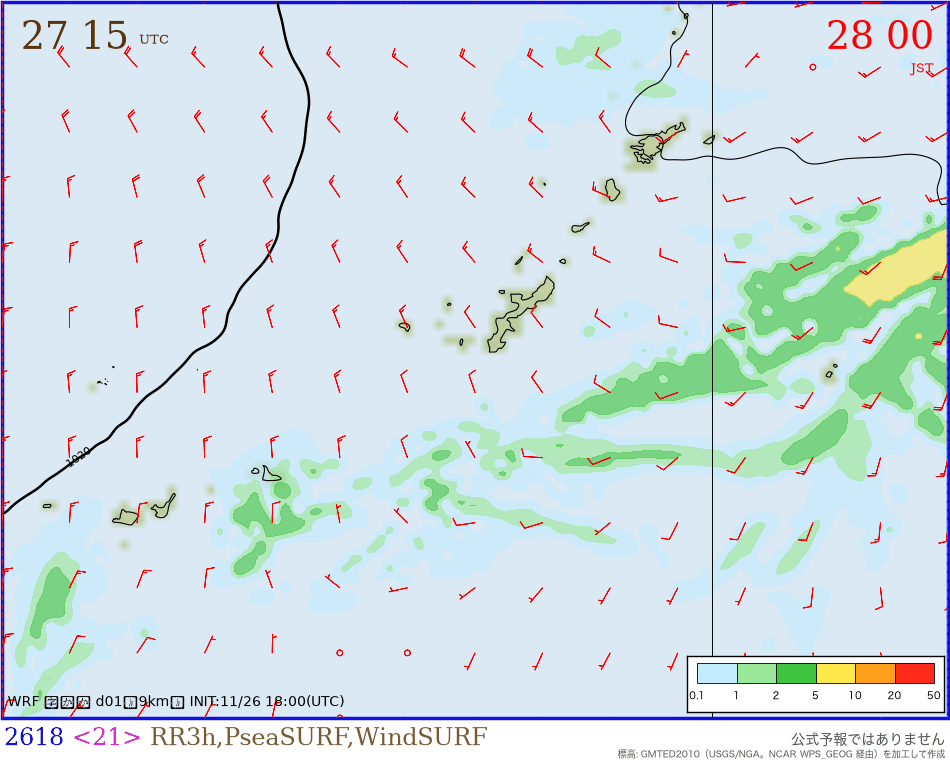 27 15 UTC
28 00
JST
1020
WRF d01 9km INIT:11/26 18:00(UTC)
0.1 1 2 5 10 20 50
2618 <21> RR3h,PseaSURF,WindSURF
公式予報ではありません
標高: GMTED2010（USGS/NGA。NCAR WPS_GEOG 経由）を加工して作成